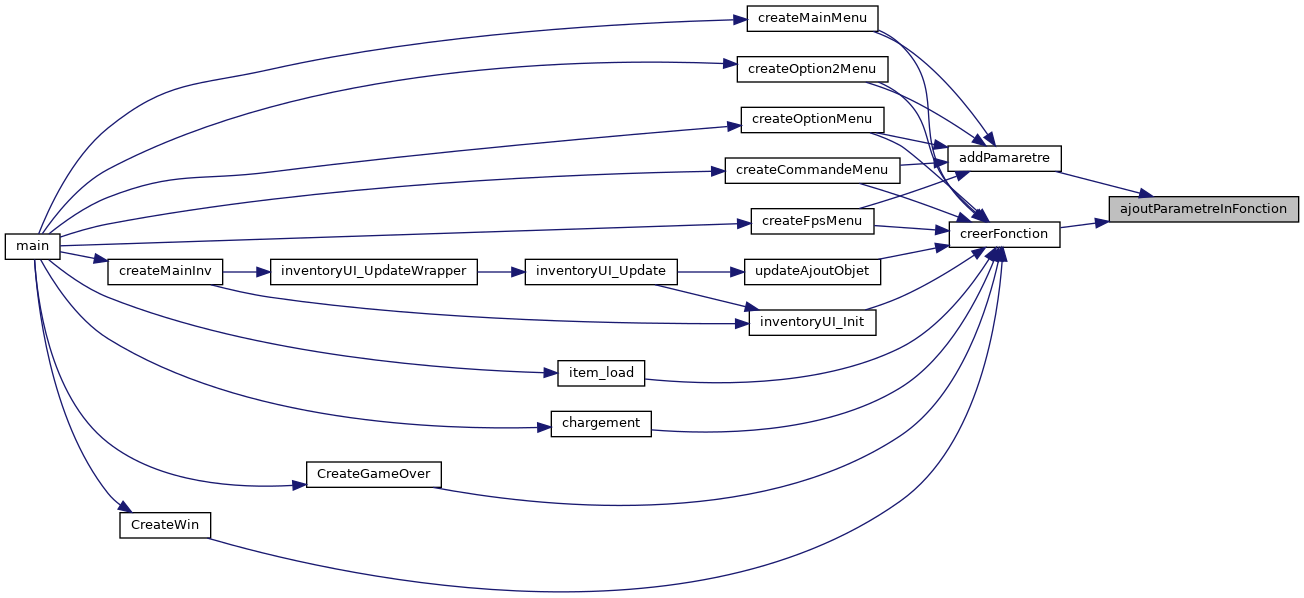 createMainMenu
createOption2Menu
createOptionMenu
addPamaretre
createCommandeMenu
ajoutParametreInFonction
createFpsMenu
creerFonction
main
createMainInv
inventoryUI_UpdateWrapper
inventoryUI_Update
updateAjoutObjet
inventoryUI_Init
item_load
chargement
CreateGameOver
CreateWin